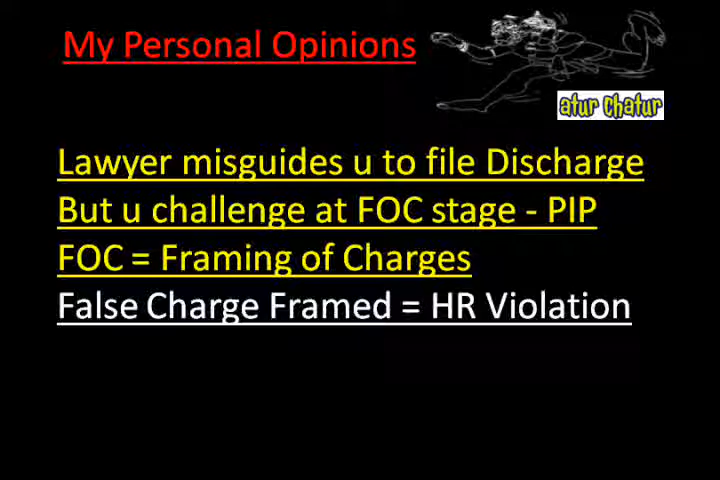 My Personal Opinions
atur chatur
Lawyer misguides u to file Discharge
But u challenge at FOC stage - PIP
FOC = Framing of Charges
False Charge Framed = HR Violation